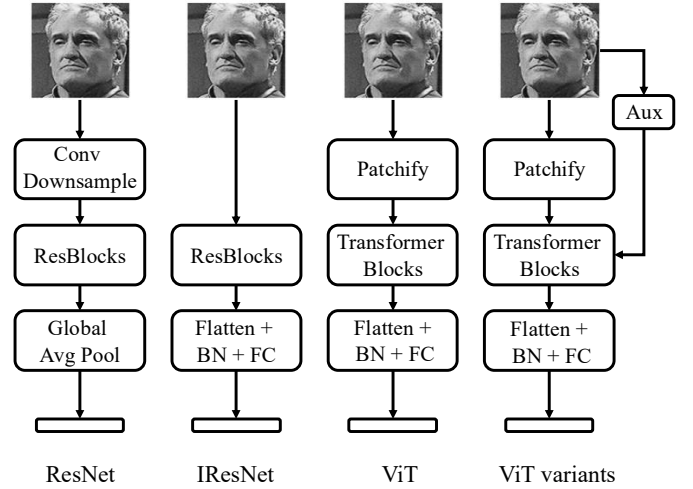 Aux
Conv
Downsample
Patchify
Patchify
ResBlocks
ResBlocks
Transformer
Blocks
Transformer
Blocks
Global
Avg Pool
Flatten +
BN + FC
Flatten +
BN + FC
Flatten +
BN + FC
ResNet
IResNet
ViT
ViT variants